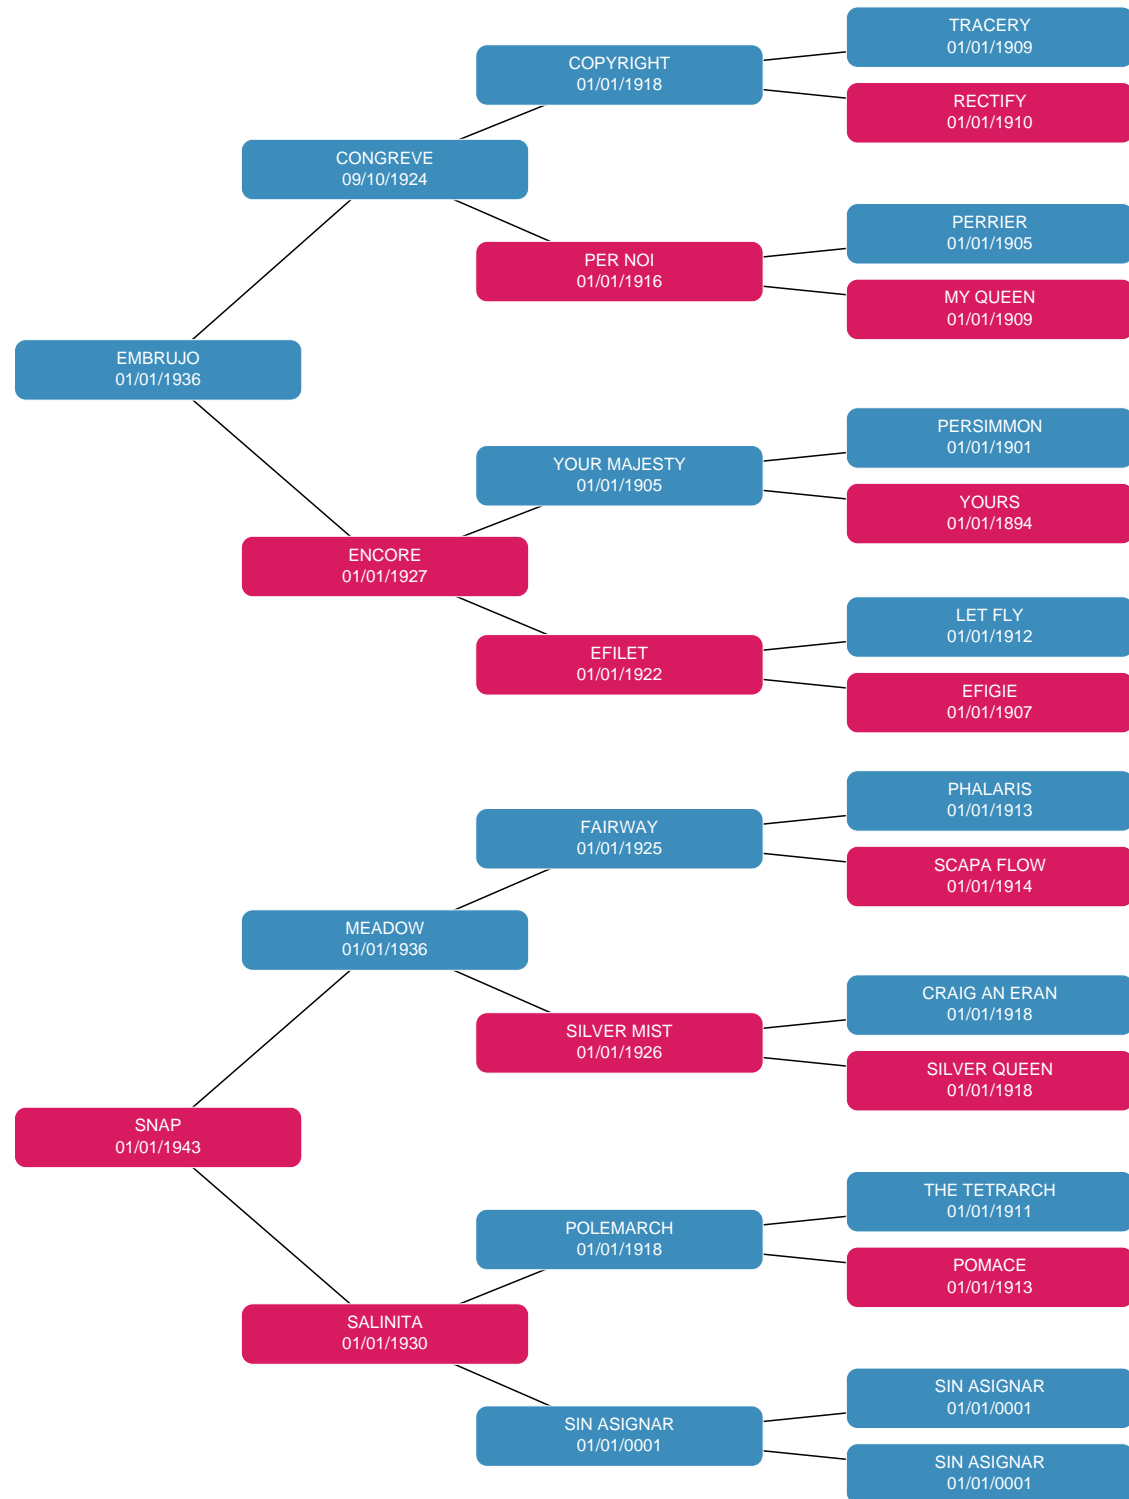 TRACERY
01/01/1909
COPYRIGHT
01/01/1918
RECTIFY
01/01/1910
CONGREVE
09/10/1924
PERRIER
01/01/1905
PER NOI
01/01/1916
MY QUEEN
01/01/1909
EMBRUJO
01/01/1936
PERSIMMON
01/01/1901
YOUR MAJESTY
01/01/1905
YOURS
01/01/1894
ENCORE
01/01/1927
LET FLY
01/01/1912
EFILET
01/01/1922
EFIGIE
01/01/1907
PHALARIS
01/01/1913
FAIRWAY
01/01/1925
SCAPA FLOW
01/01/1914
MEADOW
01/01/1936
CRAIG AN ERAN
01/01/1918
SILVER MIST
01/01/1926
SILVER QUEEN
01/01/1918
SNAP
01/01/1943
THE TETRARCH
01/01/1911
POLEMARCH
01/01/1918
POMACE
01/01/1913
SALINITA
01/01/1930
SIN ASIGNAR
01/01/0001
SIN ASIGNAR
01/01/0001
SIN ASIGNAR
01/01/0001